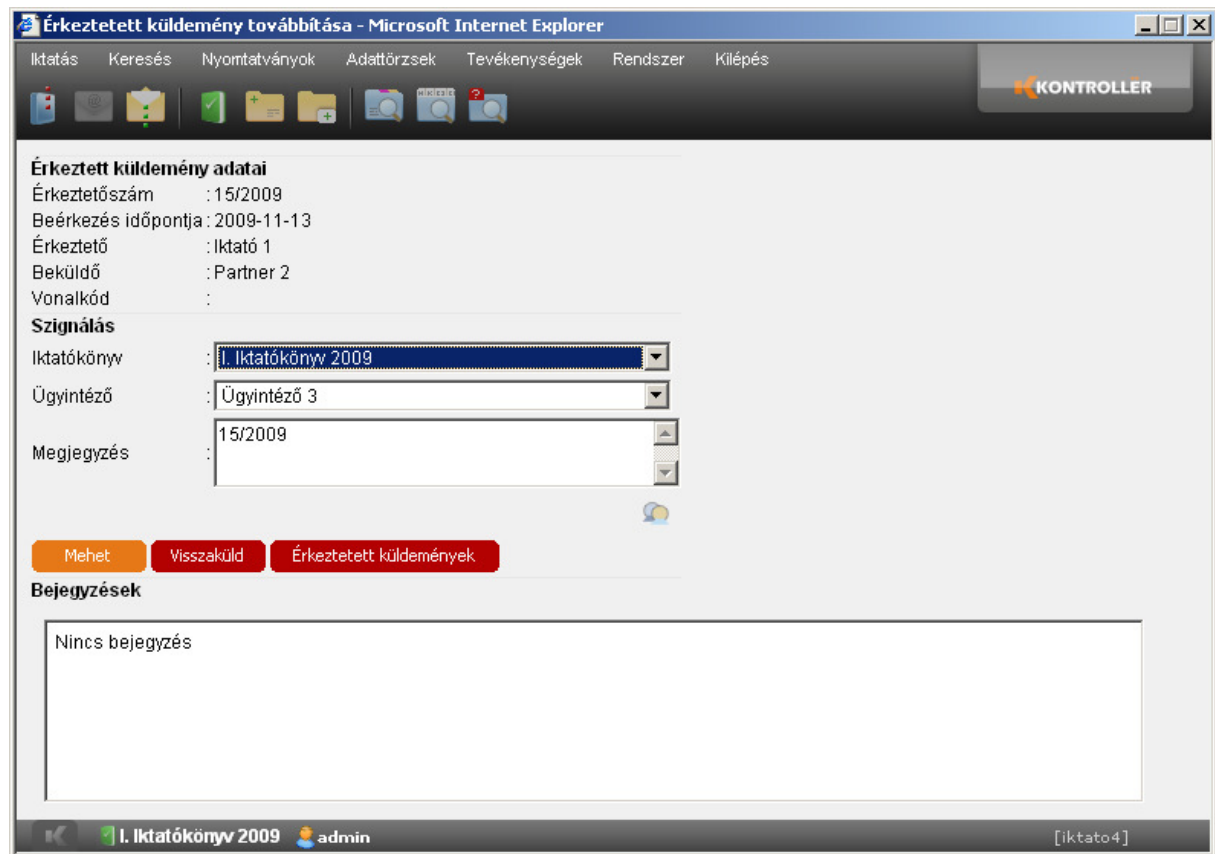 Érkeztetett küldemény továbbítása - Microsoft Internet Explorer
Iktatás Keresés Nyomtatványok Adattörzsek Tevékenységek Rendszer Kilépés
KONTROLLER
Érkeztett küldemény adatai
Érkeztetőszám : 15/2009
Beérkezés időpontja : 2009-11-13
Érkeztető : Iktató 1
Beküldő : Partner 2
Vonalkód :
Szignálás
Iktatókönyv : I. Iktatókönyv 2009
Ügyintéző : Ügyintéző 3
Megjegyzés : 15/2009
Mehet Visszaküld Érkeztetett küldemények
Bejegyzések
Nincs bejegyzés
I. Iktatókönyv 2009 admin [iktato4]